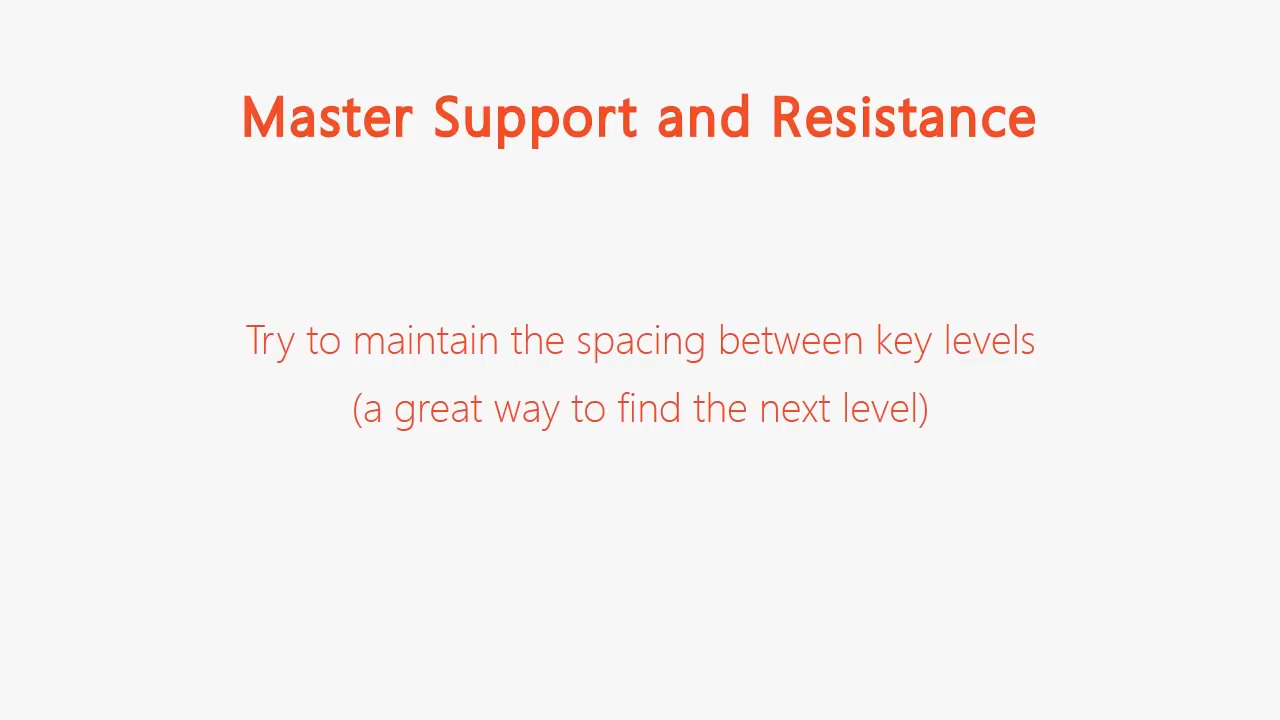 Master Support and Resistance
Try to maintain the spacing between key levels
(a great way to find the next level)